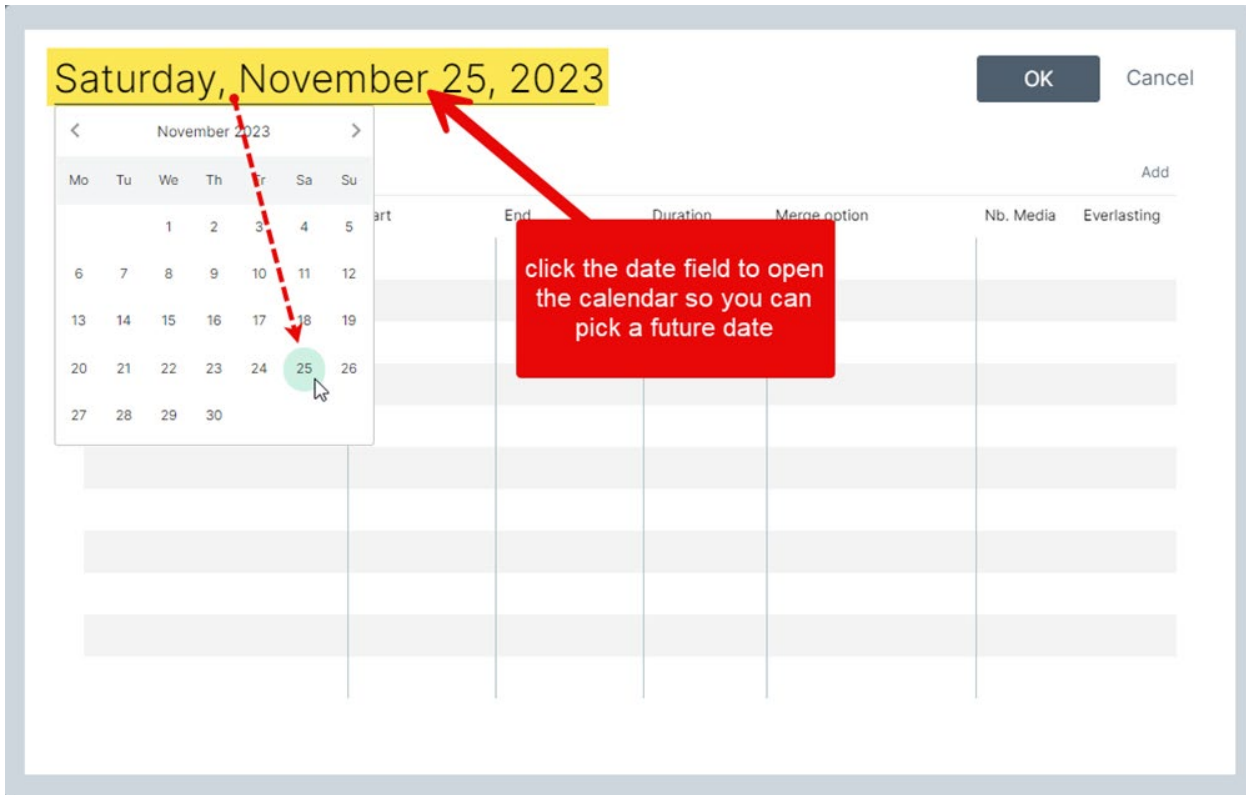 Saturday, November 25, 2023
OK Cancel
November 2023
Mo Tu We Th Fr Sa Su
Add
art End Duration Merge option Nb. Media Everlasting
1 2 3 4 5
6 7 8 9 10 11 12
13 14 15 16 17 18 19
20 21 22 23 24 25 26
27 28 29 30
click the date field to open
the calendar so you can
pick a future date